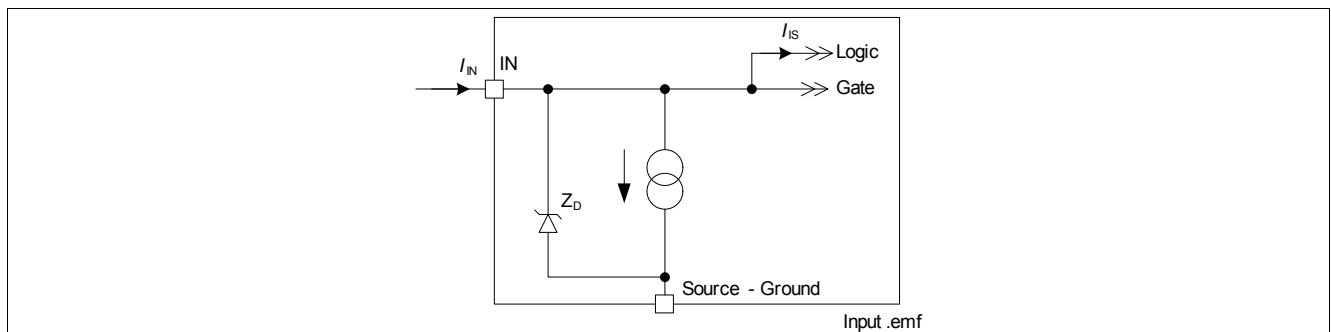 I_IS
Logic
I_IN
IN
Gate
Z_D
Source - Ground
Input .emf